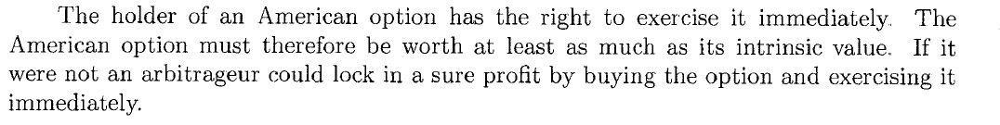 The holder of an American option has the right to exercise it immediately. The
American option must therefore be worth at least as much as its intrinsic value. If it
were not an arbitrageur could lock in a sure profit by buying the option and exercising it
immediately.